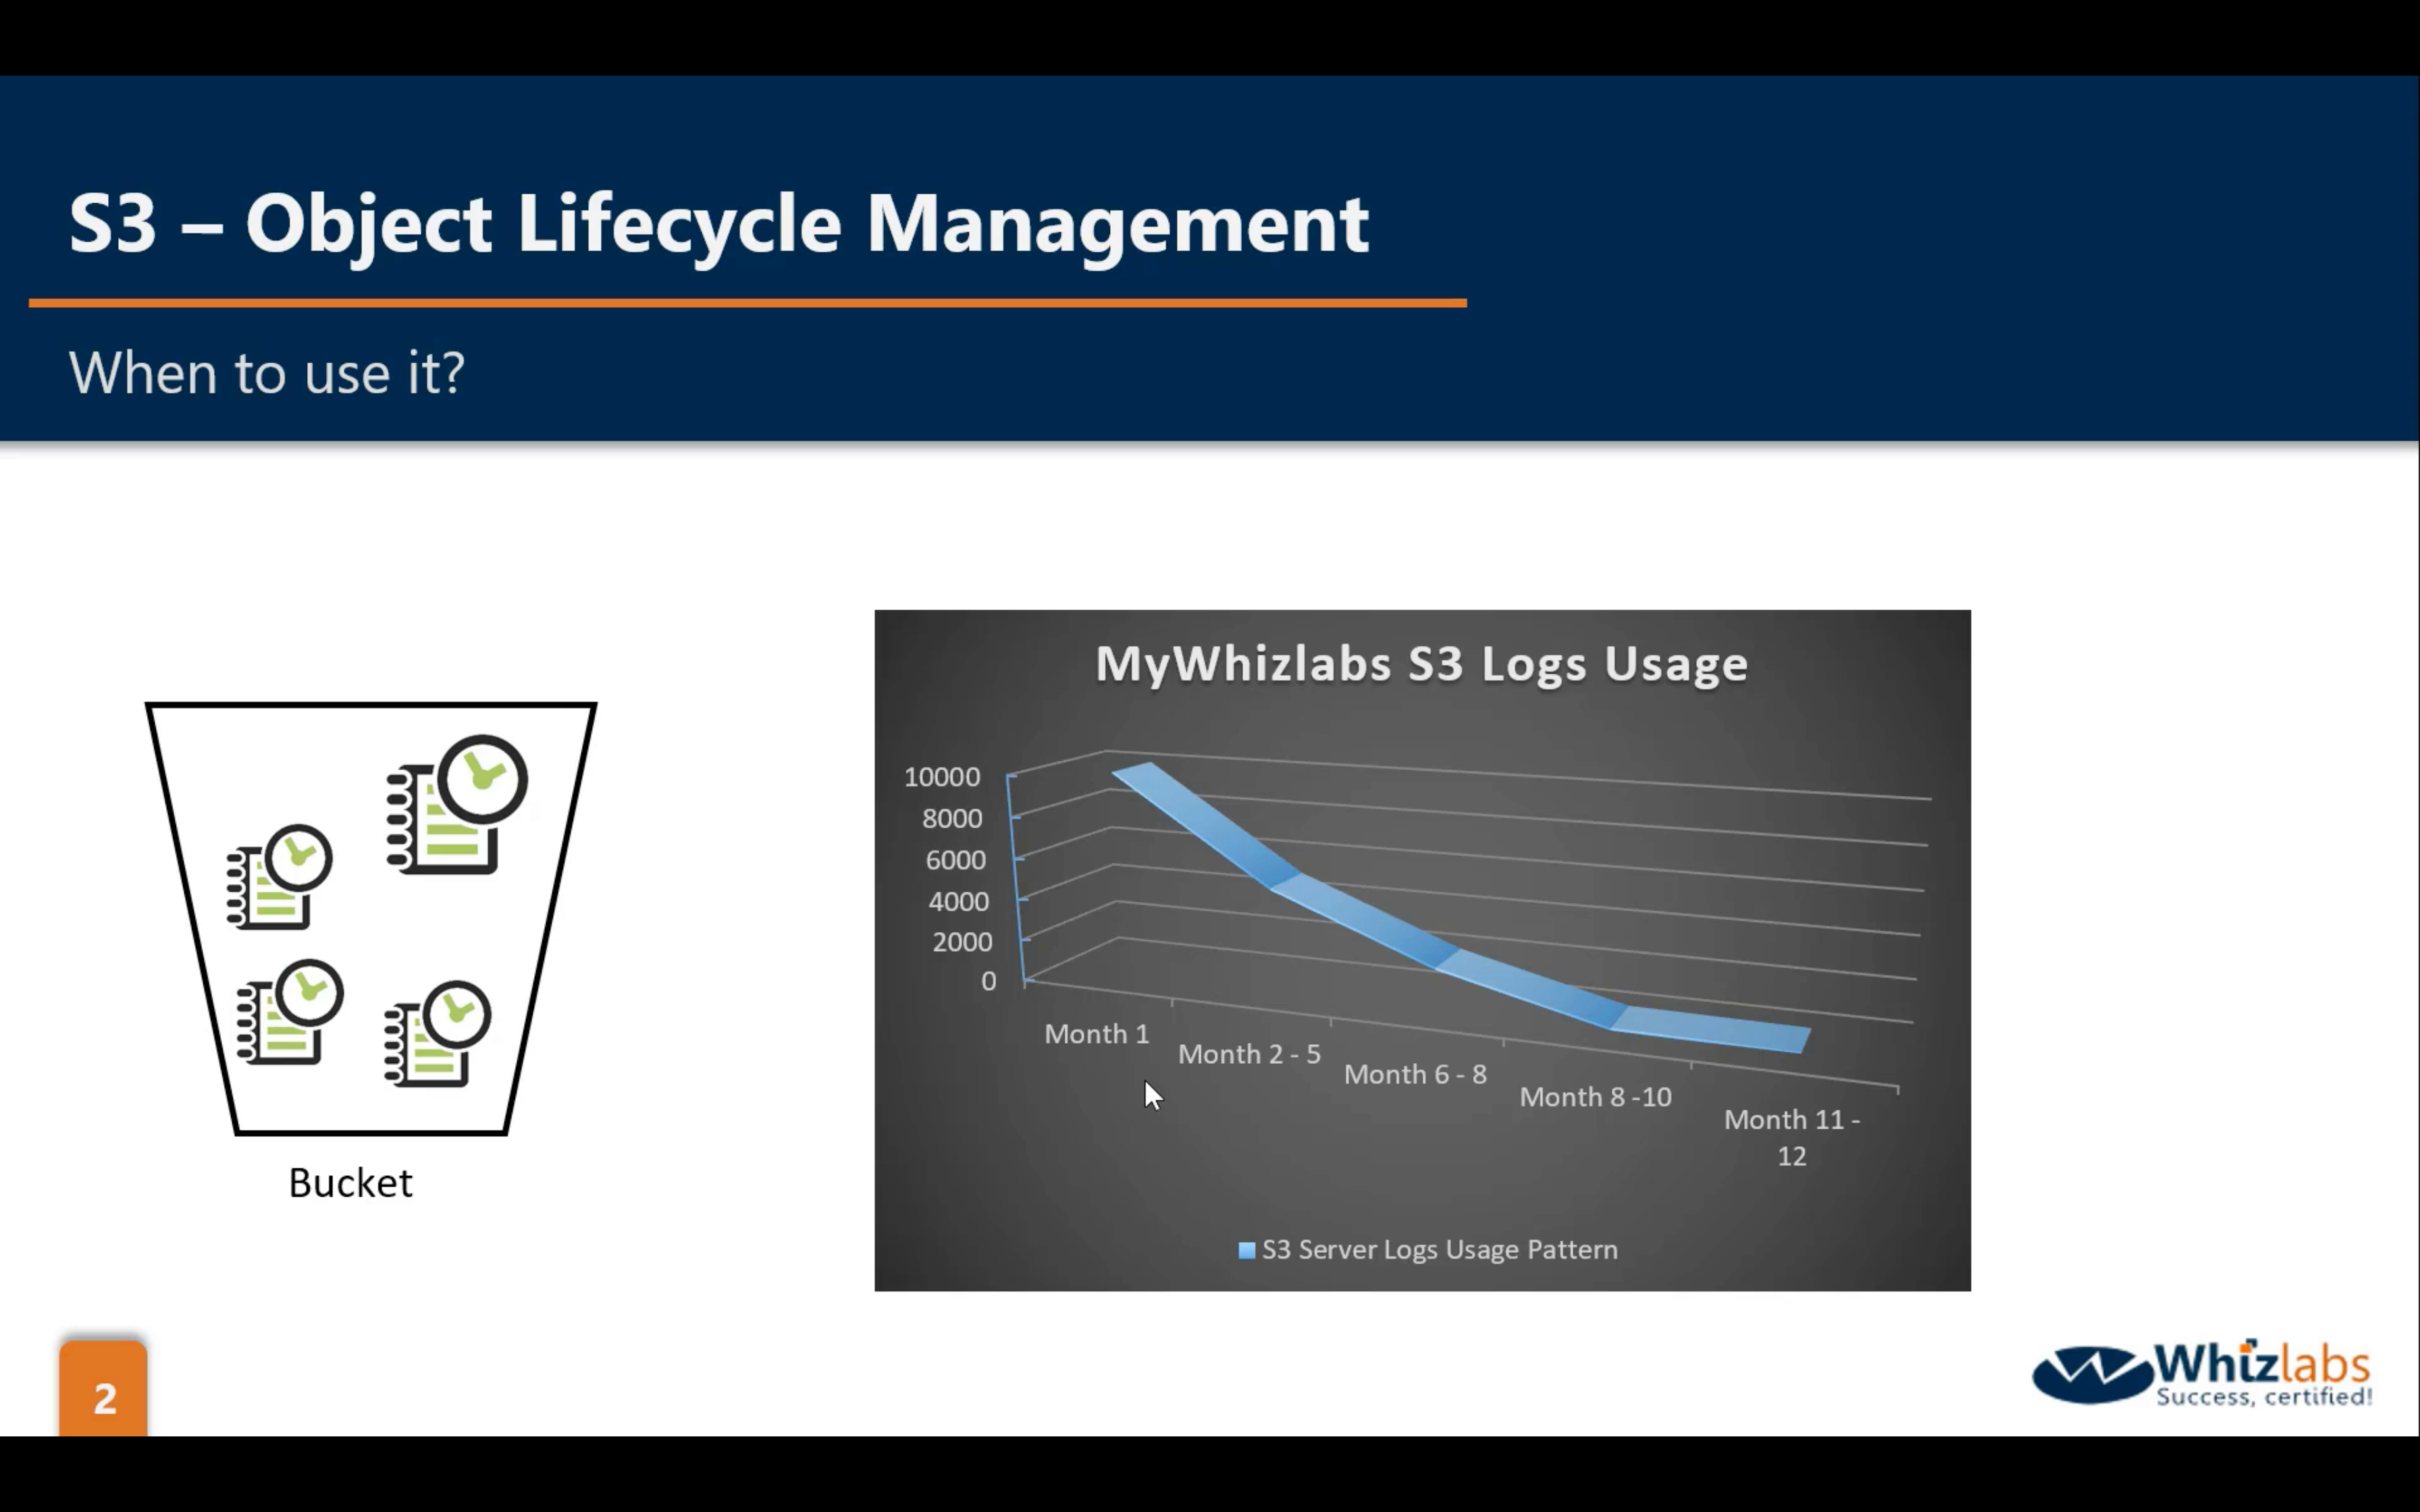 S3 – Object Lifecycle Management
When to use it?
Bucket
MyWhizlabs S3 Logs Usage
10000
8000
6000
4000
2000
0
Month 1
Month 2 - 5
Month 6 - 8
Month 8 -10
Month 11 -
12
S3 Server Logs Usage Pattern
2
Whizlabs
Success, certified!